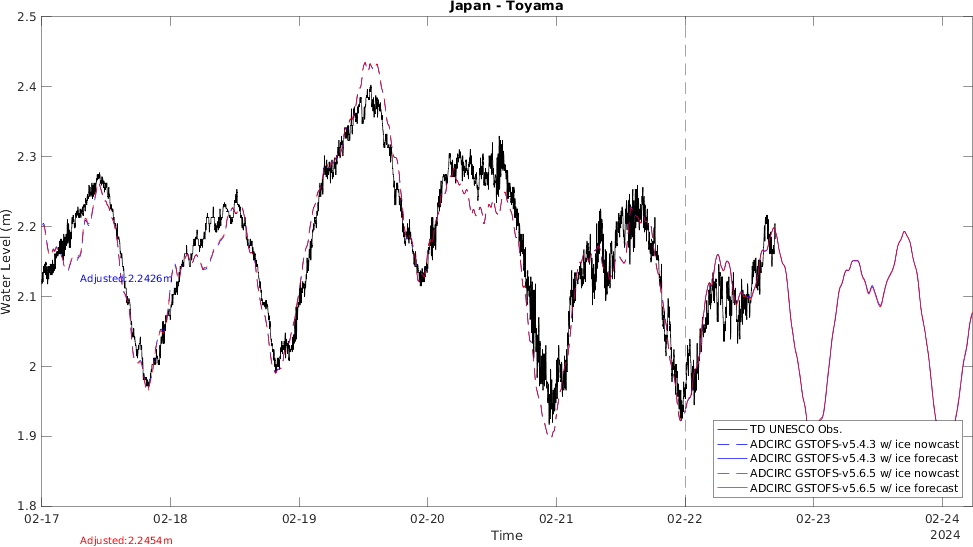 Japan - Toyama
2.5
2.4
2.3
2.2
2.1
2
1.9
1.8
Water Level (m)
Adjusted:2.2426m
TD UNESCO Obs.
ADCIRC GSTOFS-v5.4.3 w/ ice nowcast
ADCIRC GSTOFS-v5.4.3 w/ ice forecast
ADCIRC GSTOFS-v5.6.5 w/ ice nowcast
ADCIRC GSTOFS-v5.6.5 w/ ice forecast
02-17 02-18 02-19 02-20 02-21 02-22 02-23 02-24
Time
2024
Adjusted:2.2454m